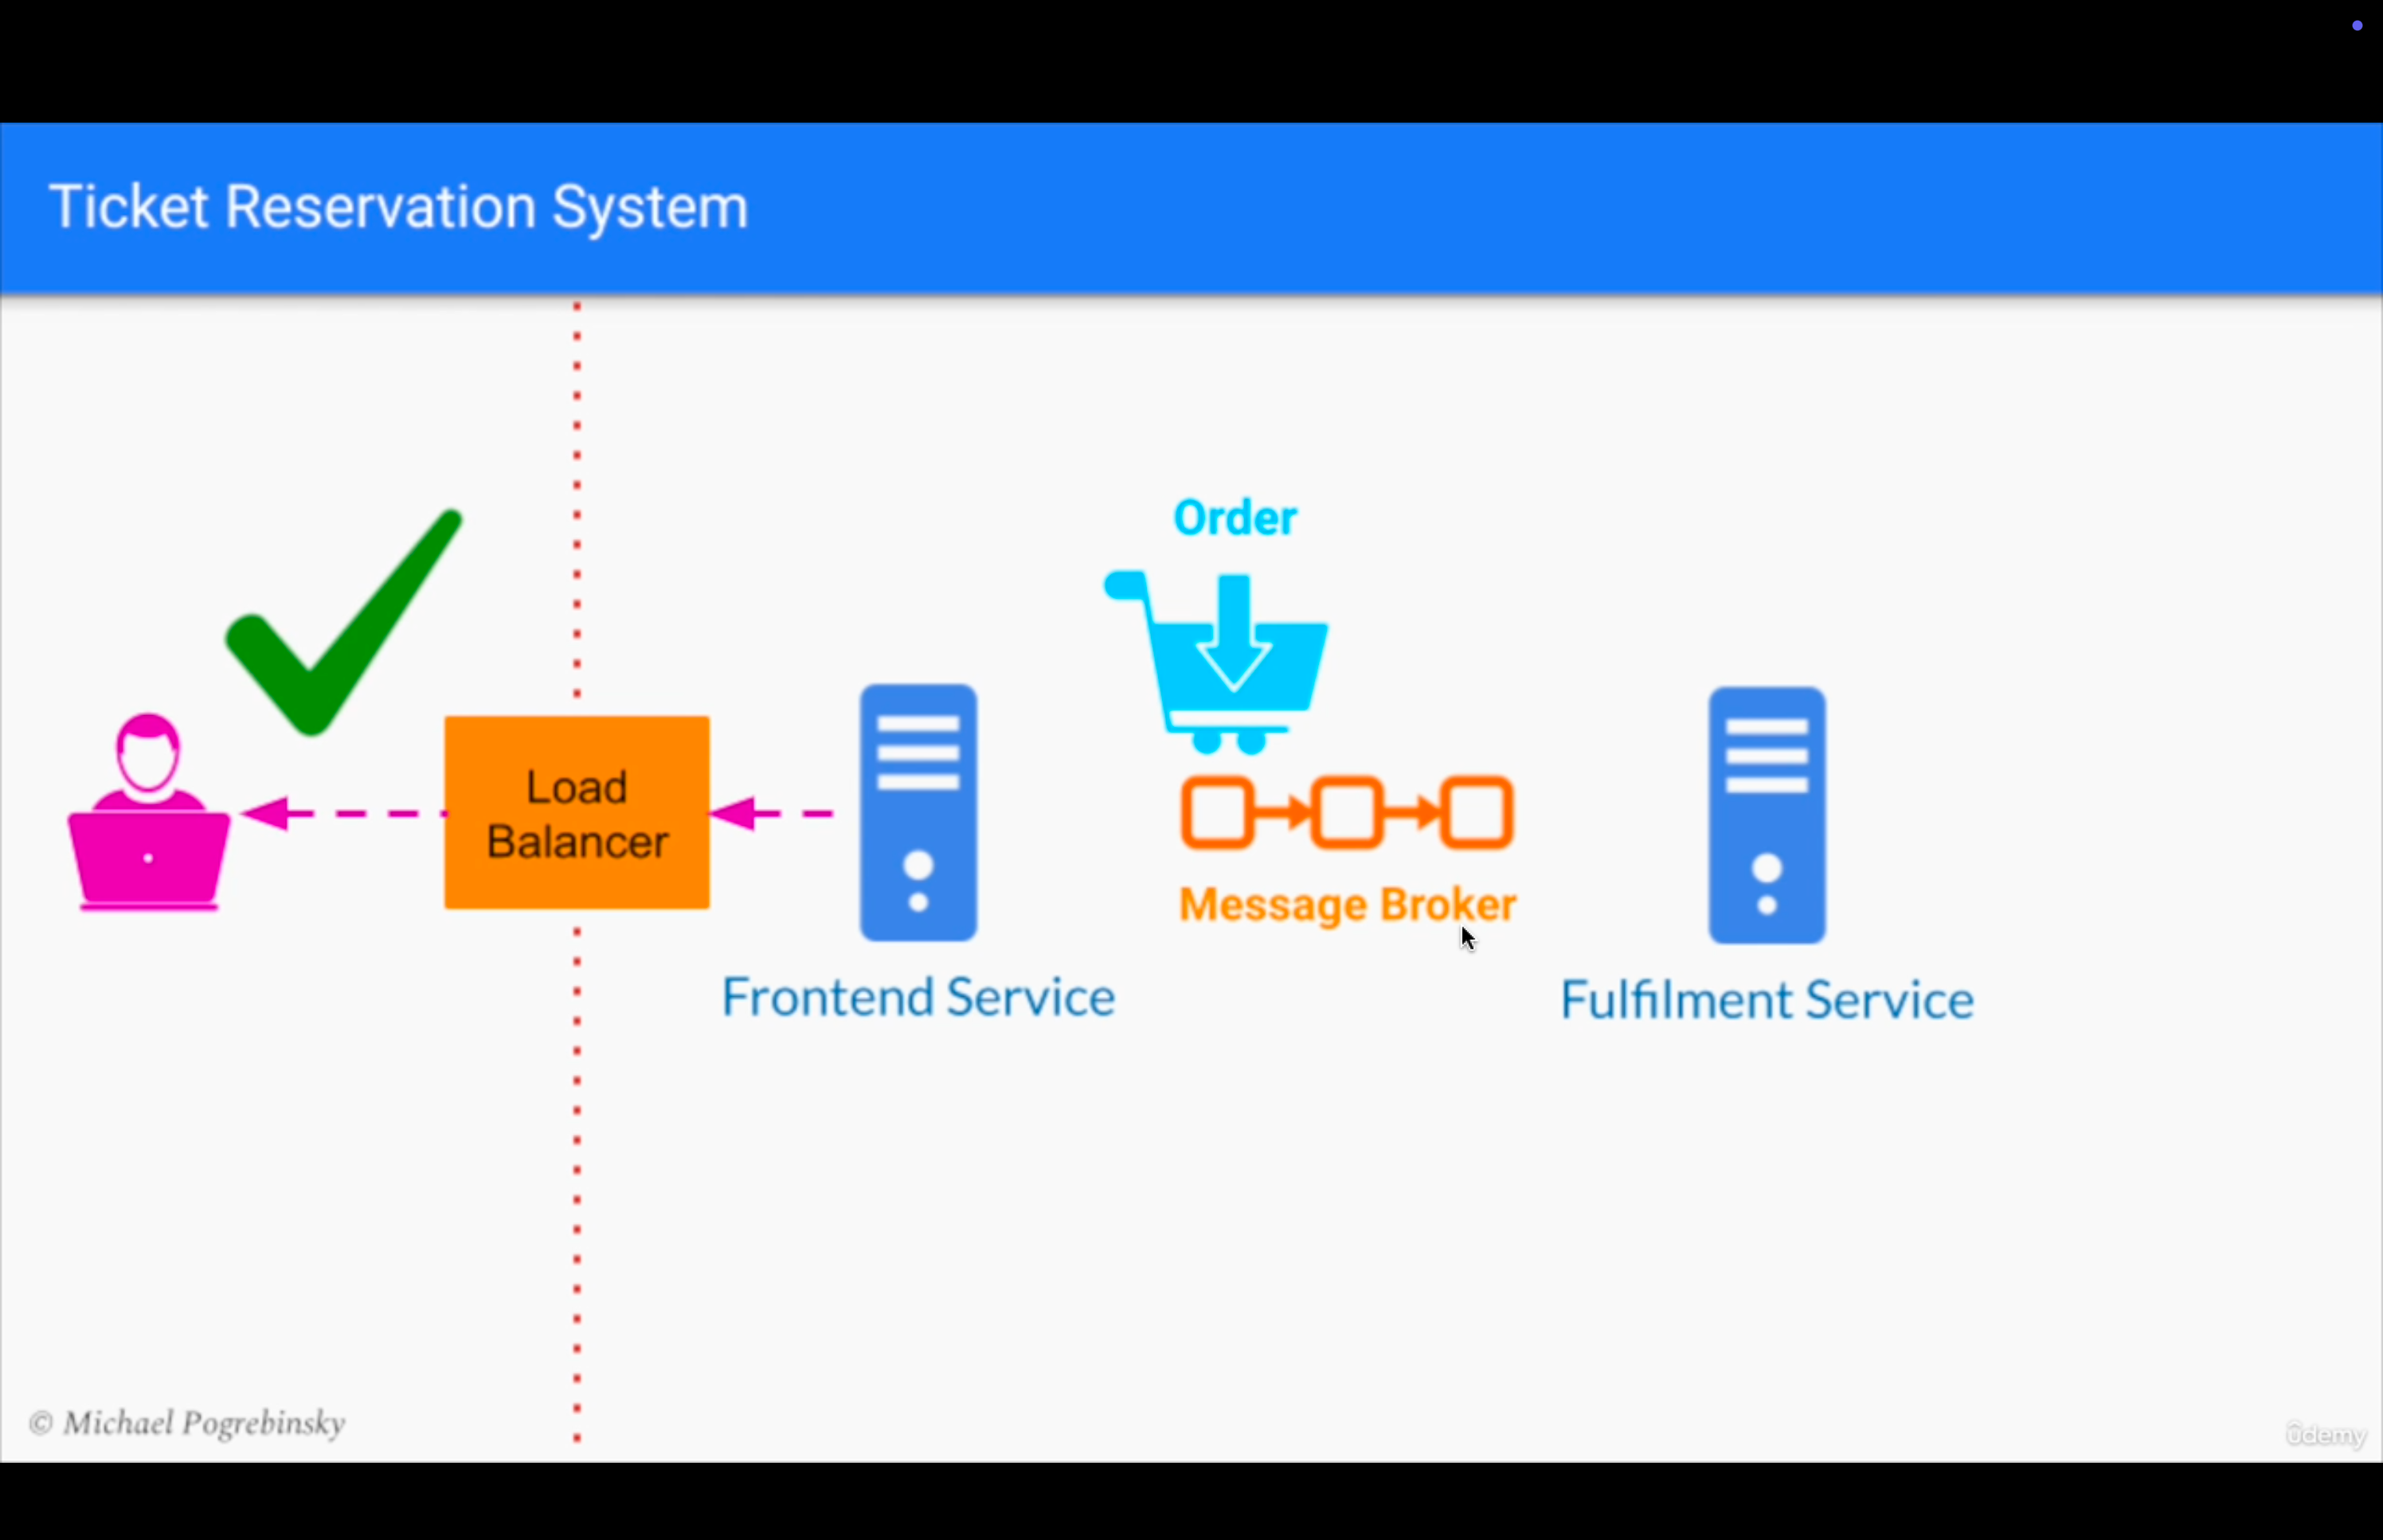 Ticket Reservation System
Order
Load
Balancer
Message Broker
Frontend Service
Fulfilment Service
© Michael Pogrebinsky
ûdemy